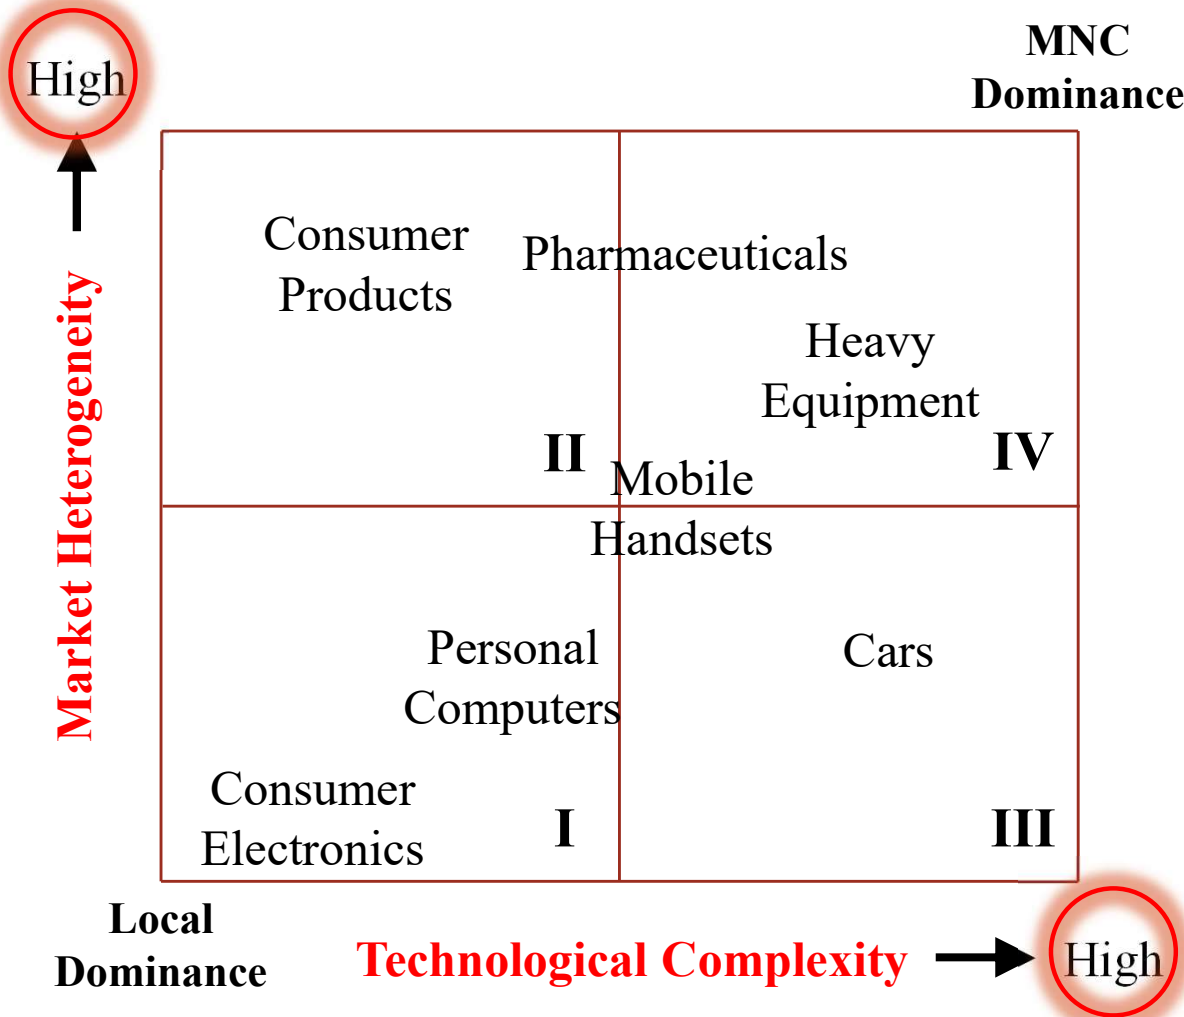 High
MNC
Dominance
Market Heterogeneity
Consumer
Products
Pharmaceuticals
Heavy
Equipment
II
IV
Mobile
Handsets
Personal
Computers
Cars
Consumer
Electronics
I
III
Local
Dominance
Technological Complexity
High